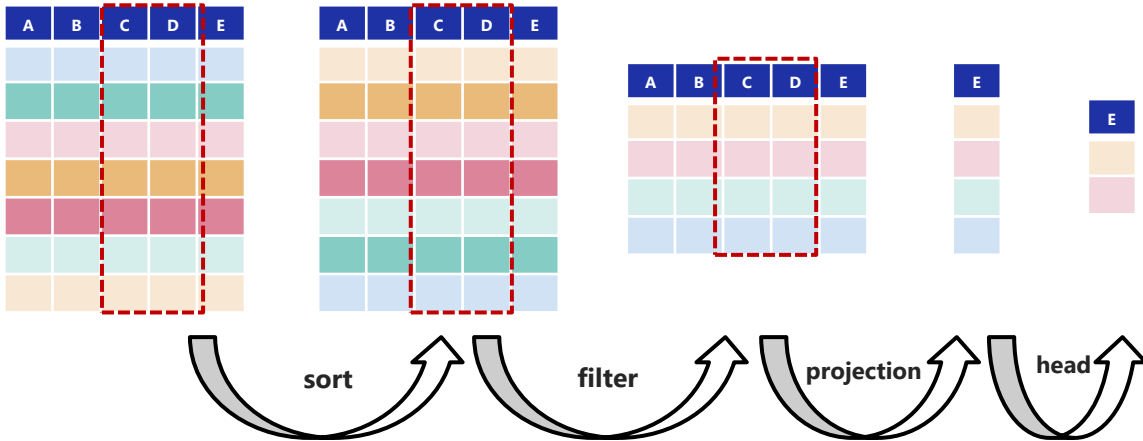 A B C D E
A B C D E
A B C D E
E
E
sort
filter
projection
head